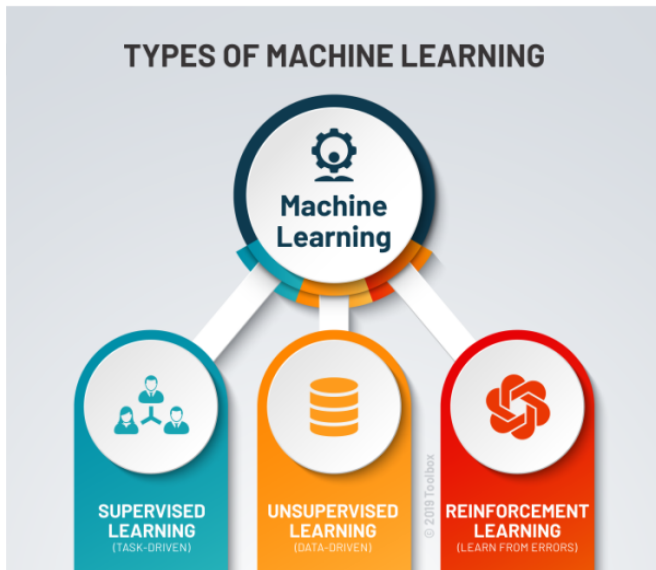 TYPES OF MACHINE LEARNING
Machine
Learning
SUPERVISED
LEARNING
(TASK-DRIVEN)
UNSUPERVISED
LEARNING
(DATA-DRIVEN)
© 2019 Toolbox
REINFORCEMENT
LEARNING
(LEARN FROM ERRORS)